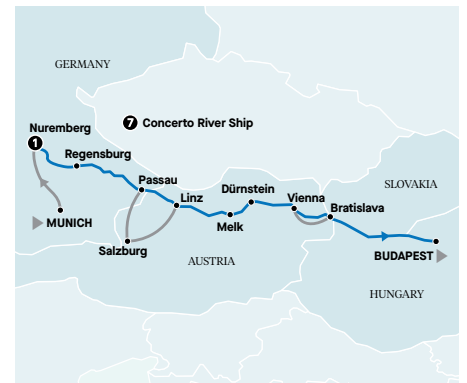 GERMANY
7 Concerto River Ship
Nuremberg
1
Regensburg
Passau
MUNICH
Linz
Dürnstein
Vienna
SLOVAKIA
Bratislava
Melk
Salzburg
AUSTRIA
BUDAPEST
HUNGARY